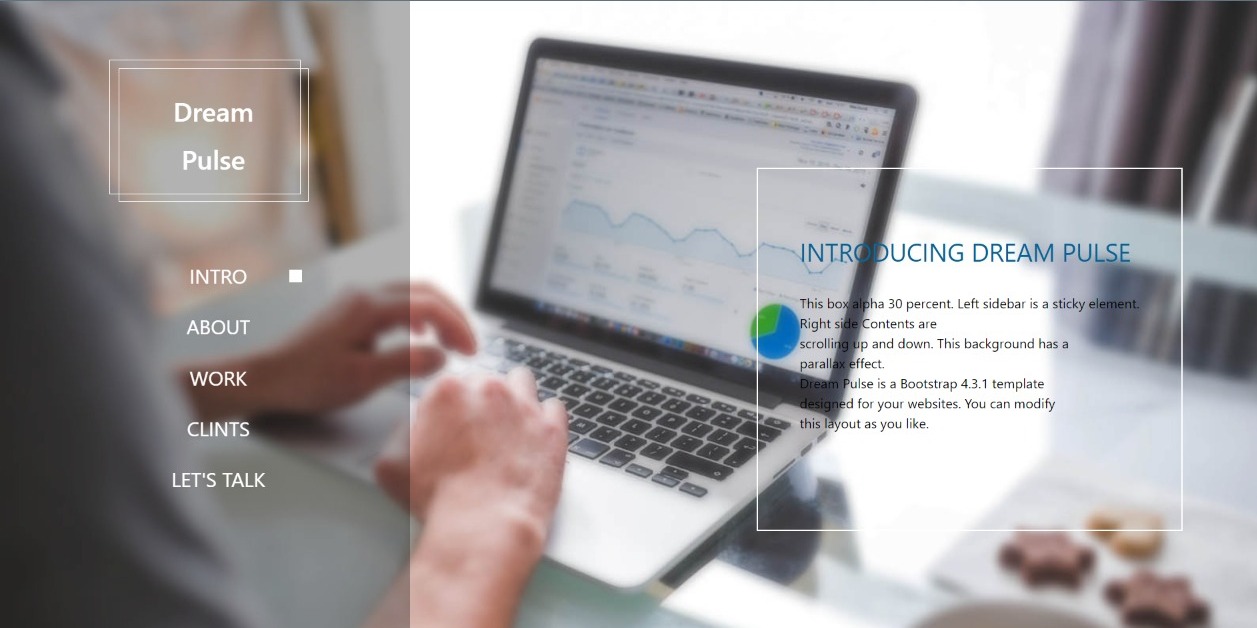 Dream
Pulse
INTRO
ABOUT
WORK
CLINTS
LET'S TALK
INTRODUCING DREAM PULSE
This box alpha 30 percent. Left sidebar is a sticky element.
Right side Contents are
scrolling up and down. This background has a
parallax effect.
Dream Pulse is a Bootstrap 4.3.1 template
designed for your websites. You can modify
this layout as you like.